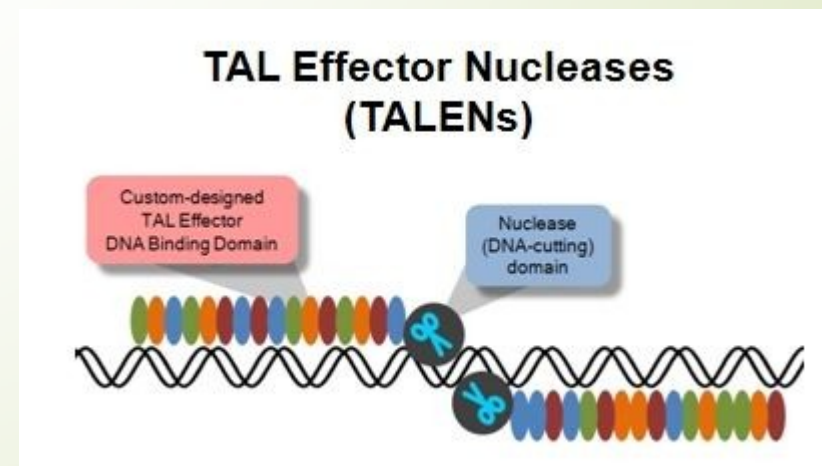 TAL Effector Nucleases
(TALENs)
Custom-designed
TAL Effector
DNA Binding Domain
Nuclease
(DNA-cutting)
domain